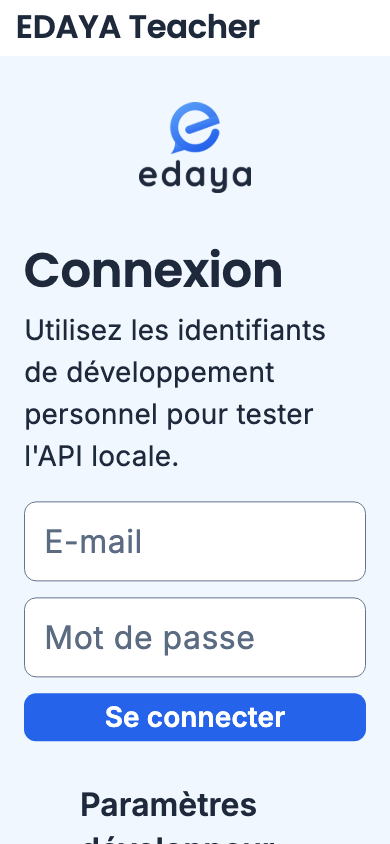 EDAYA Teacher
edaya
Connexion
Utilisez les identifiants
de développement
personnel pour tester
l'API locale.
E-mail
Mot de passe
Se connecter
Paramètres
développeur